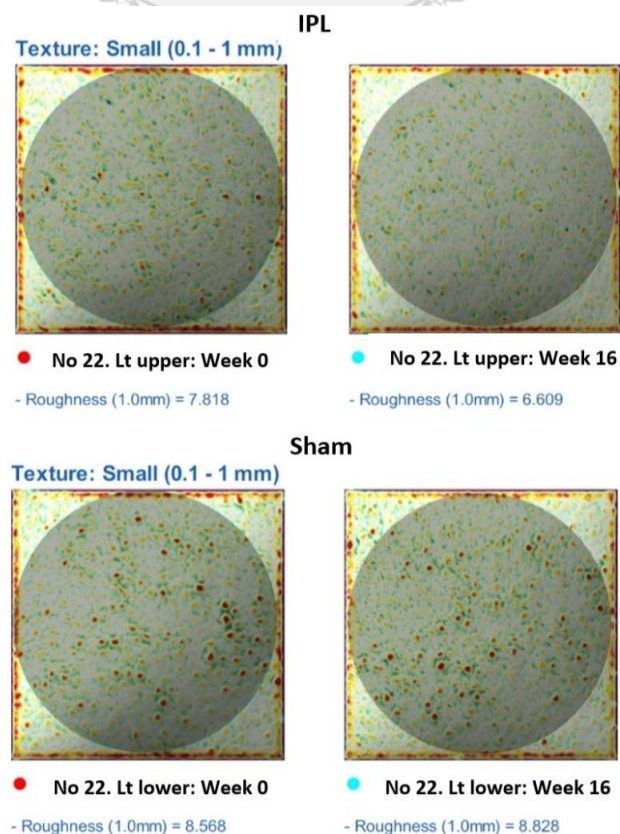 IPL
Texture: Small (0.1 - 1 mm)
No 22. Lt upper: Week 0
No 22. Lt upper: Week 16
- Roughness (1.0mm) = 7.818
- Roughness (1.0mm) = 6.609
Sham
Texture: Small (0.1 - 1 mm)
No 22. Lt lower: Week 0
No 22. Lt lower: Week 16
- Roughness (1.0mm) = 8.568
- Roughness (1.0mm) = 8.828